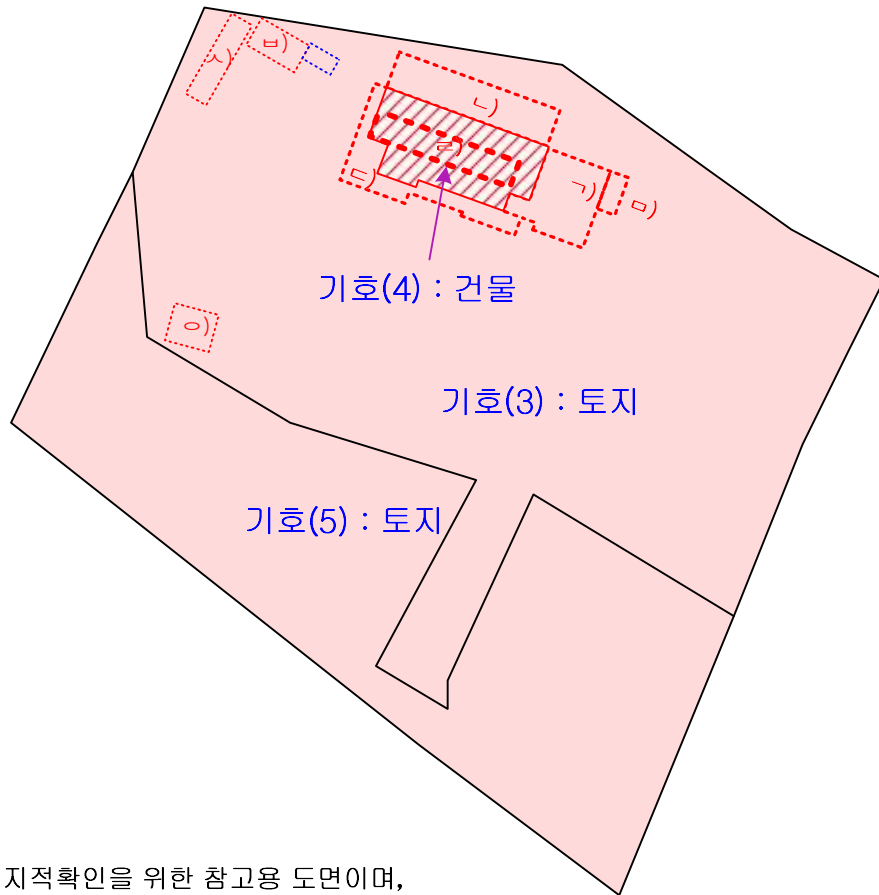 ㅅ)
ㅂ)
ㄴ)
ㄹ)
ㄷ)
ㄱ)
ㅁ)
기호(4) : 건물
ㅇ)
기호(3) : 토지
기호(5) : 토지
지적확인을 위한 참고용 도면이며,